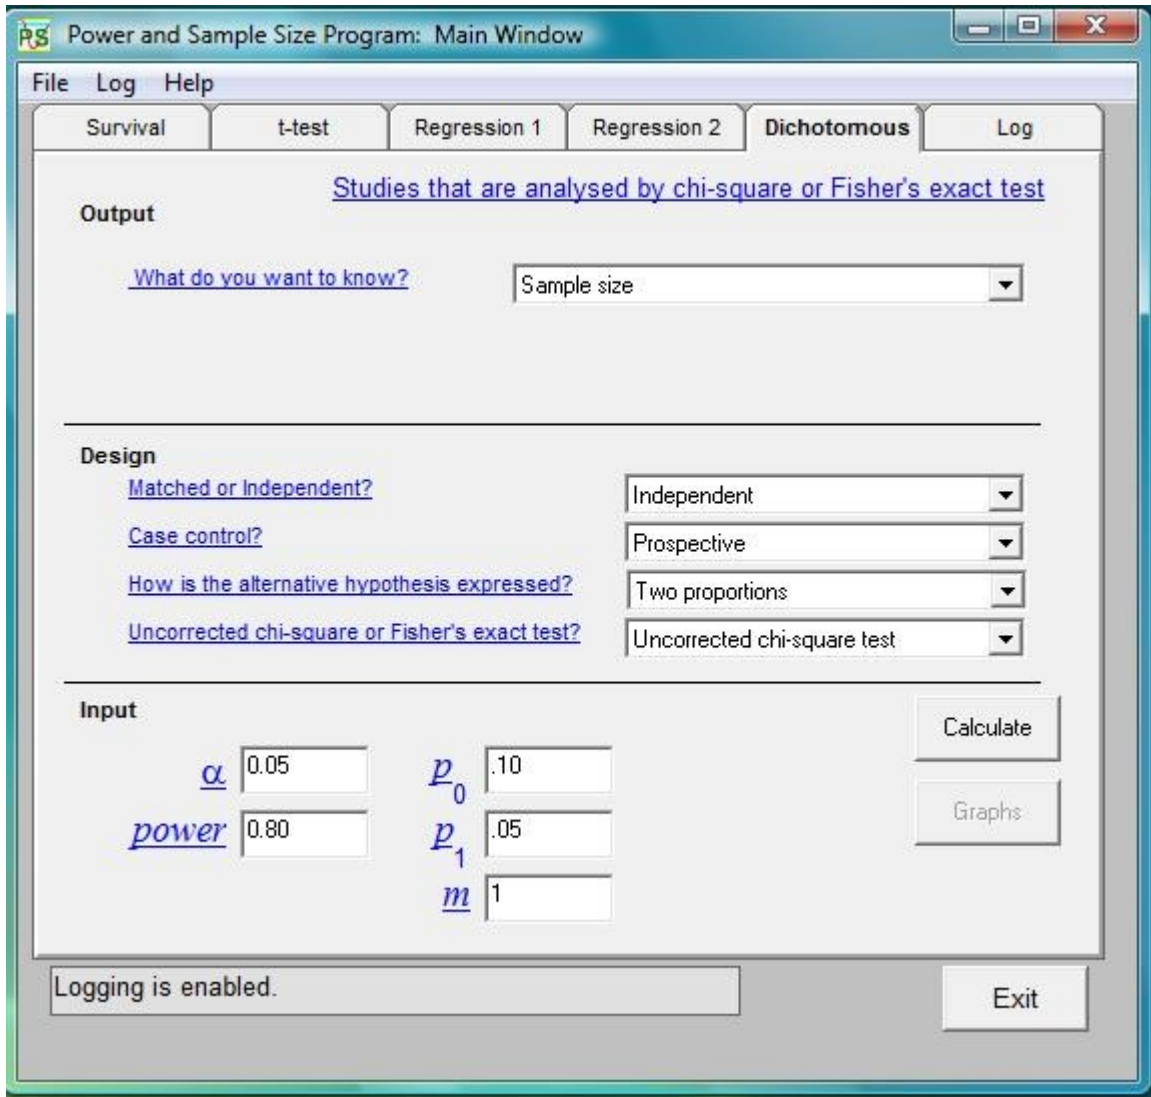 PS Power and Sample Size Program: Main Window X
File Log Help
Survival t-test Regression 1 Regression 2 Dichotomous Log
Studies that are analysed by chi-square or Fisher's exact test
Output
What do you want to know? Sample size
Design
Matched or Independent? Independent
Case control? Prospective
How is the alternative hypothesis expressed? Two proportions
Uncorrected chi-square or Fisher's exact test? Uncorrected chi-square test
Input
Calculate
α 0.05 p0 .10
Graphs
power 0.80 p1 .05
m 1
Logging is enabled.
Exit